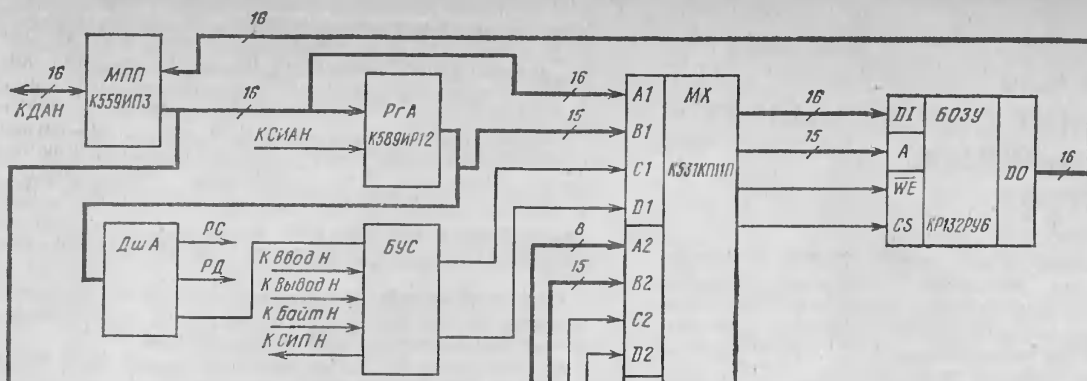 16
16
КДАН
МПП
К559ИП3
16
К СИАН
РгА
К589ИР12
16
15
А1
В1
С1
D1
А2
В2
С2
D2
МХ
К531КП11П
16
15
DI
А
W̅E̅
CS
БОЗУ
КР132РУ6
DO
16
ДшА
РС
РД
К Ввод Н
К Вывод Н
К Байт Н
К СИП Н
БУС
8
15